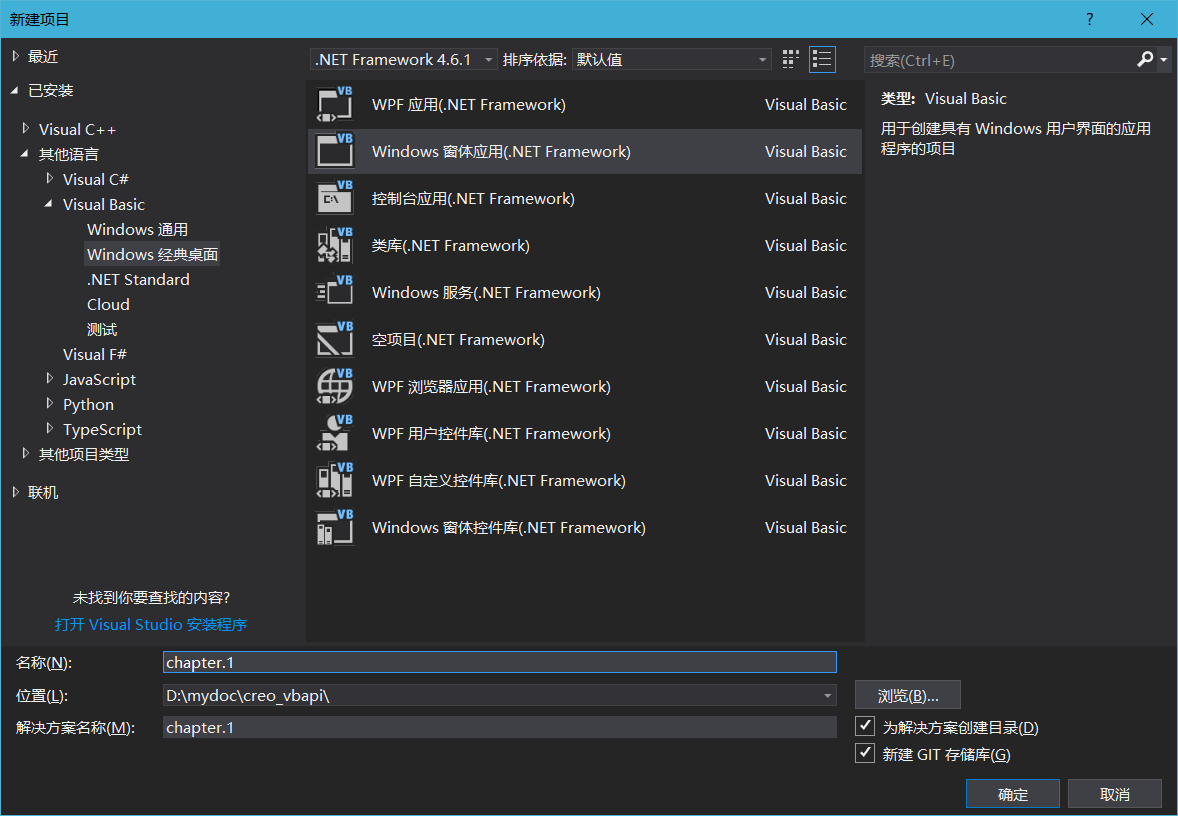 新建项目
?
最近
已安装
Visual C++
其他语言
Visual C#
Visual Basic
Windows 通用
Windows 经典桌面
.NET Standard
Cloud
测试
Visual F#
JavaScript
Python
TypeScript
其他项目类型
联机
未找到你要查找的内容?
打开 Visual Studio 安装程序
.NET Framework 4.6.1 排序依据: 默认值
VB WPF 应用(.NET Framework) Visual Basic
VB Windows 窗体应用(.NET Framework) Visual Basic
VB C:\ 控制台应用(.NET Framework) Visual Basic
VB 类库(.NET Framework) Visual Basic
VB Windows 服务(.NET Framework) Visual Basic
VB 空项目(.NET Framework) Visual Basic
VB WPF 浏览器应用(.NET Framework) Visual Basic
VB WPF 用户控件库(.NET Framework) Visual Basic
VB WPF 自定义控件库(.NET Framework) Visual Basic
VB Windows 窗体控件库(.NET Framework) Visual Basic
搜索(Ctrl+E)
类型: Visual Basic
用于创建具有 Windows 用户界面的应用
程序的项目
名称(N): chapter.1
位置(L): D:\mydoc\creo_vbapi\ 浏览(B)...
解决方案名称(M): chapter.1 为解决方案创建目录(D)
新建 GIT 存储库(G)
确定 取消